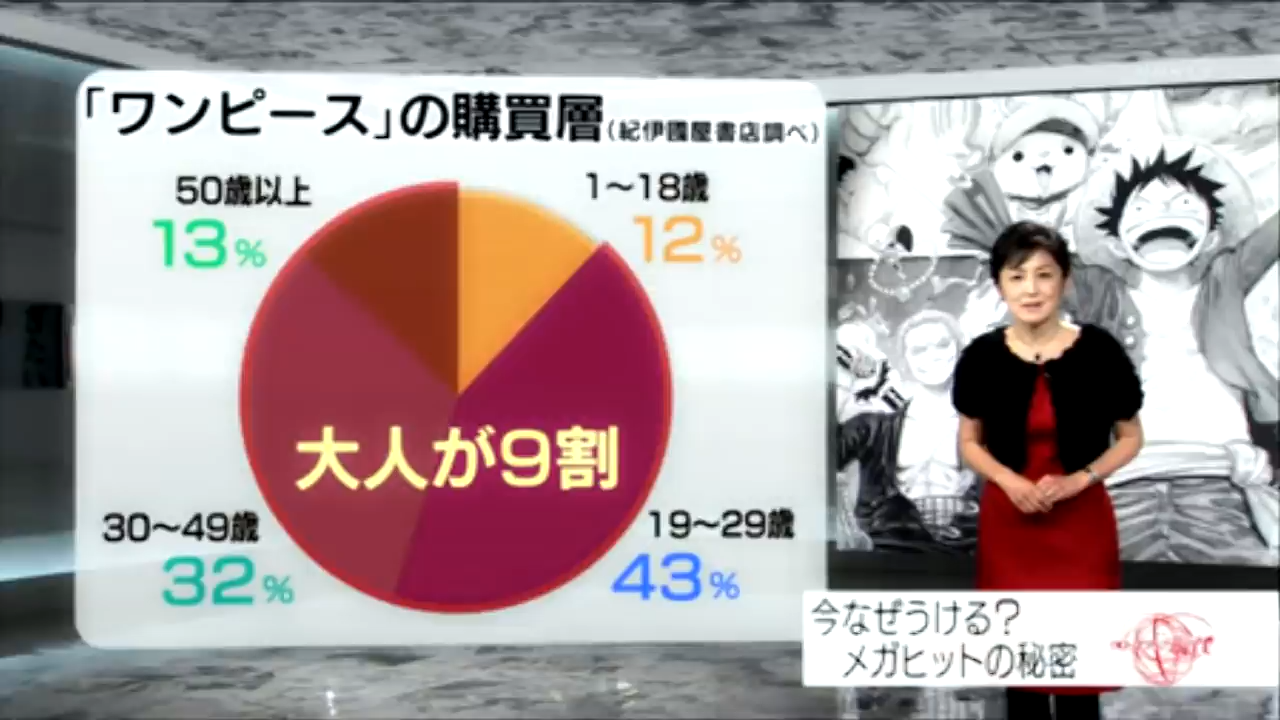 「ワンピース」の購買層(紀伊國屋書店調べ)
50歳以上
13%
1〜18歳
12%
大人が9割
30〜49歳
32%
19〜29歳
43%
今なぜうける?
メガヒットの秘密